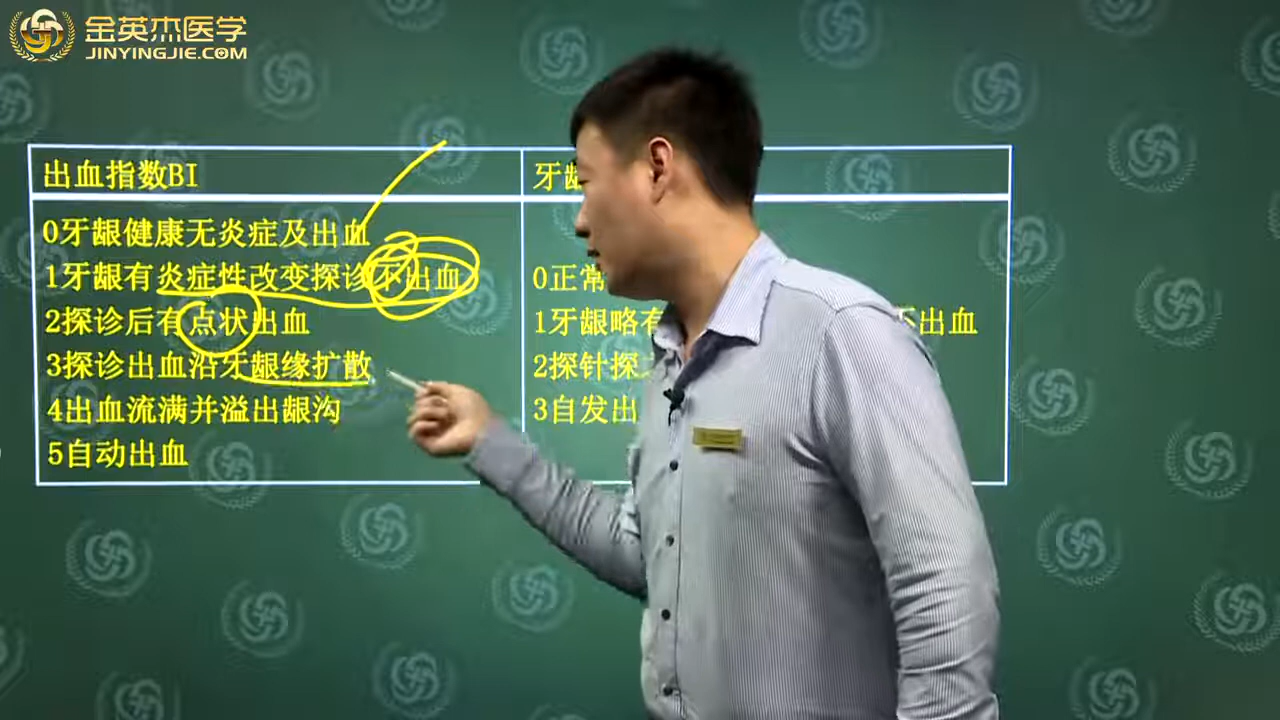 金英杰医学
JINYINGJIE.COM
出血指数BI
0牙龈健康无炎症及出血
1牙龈有炎症性改变探诊不出血
2探诊后有点状出血
3探诊出血沿牙龈缘扩散
4出血流满并溢出龈沟
5自动出血
牙龈
0正常
1牙龈略有 不出血
2探针探
3自发出